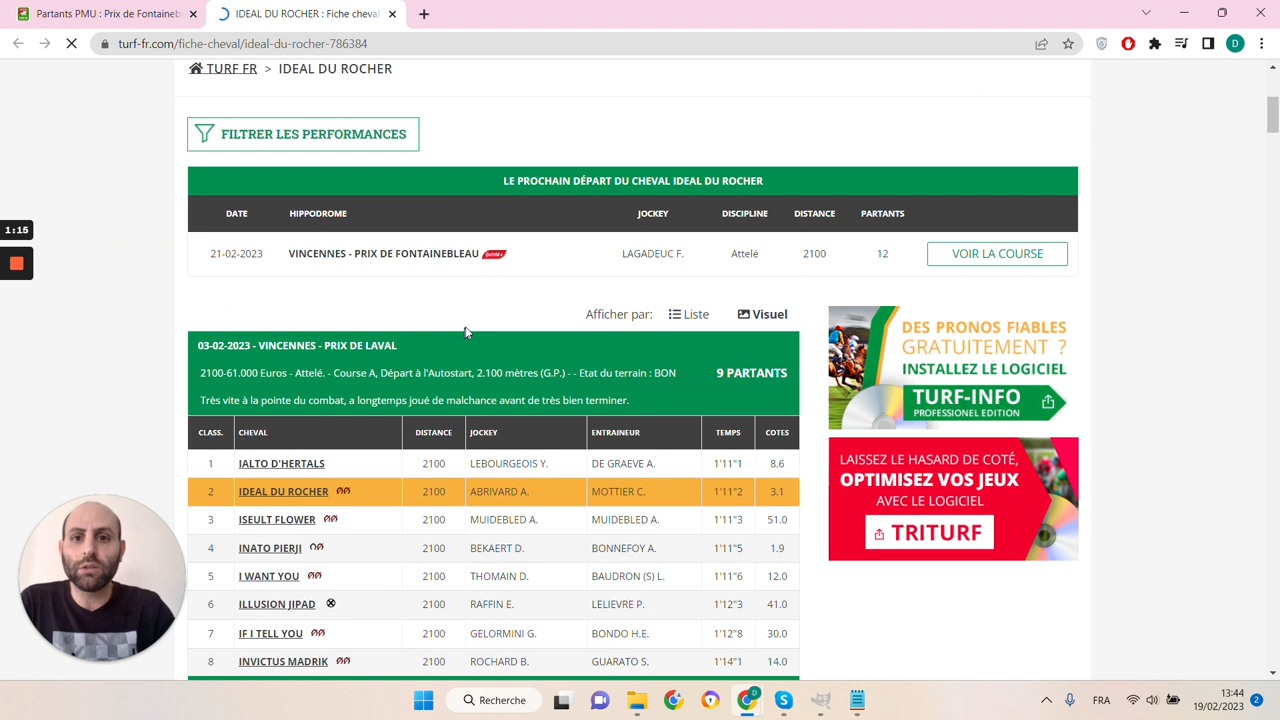 Partants PMU : Prix de Fontaineb
IDEAL DU ROCHER : Fiche cheval
turf-fr.com/fiche-cheval/ideal-du-rocher-786384
D
TURF FR > IDEAL DU ROCHER
FILTRER LES PERFORMANCES
LE PROCHAIN DÉPART DU CHEVAL IDEAL DU ROCHER
DATE HIPPODROME JOCKEY DISCIPLINE DISTANCE PARTANTS
21-02-2023 VINCENNES - PRIX DE FONTAINEBLEAU Quinté+ LAGADEUC F. Attelé 2100 12 VOIR LA COURSE
1:15
Afficher par: Liste Visuel
03-02-2023 - VINCENNES - PRIX DE LAVAL
2100-61.000 Euros - Attelé. - Course A, Départ à l'Autostart, 2.100 mètres (G.P.) - - Etat du terrain : BON 9 PARTANTS
Très vite à la pointe du combat, a longtemps joué de malchance avant de très bien terminer.
CLASS. CHEVAL DISTANCE JOCKEY ENTRAINEUR TEMPS COTES
1 IALTO D'HERTALS 2100 LEBOURGEOIS Y. DE GRAEVE A. 1'11"1 8.6
2 IDEAL DU ROCHER 2100 ABRIVARD A. MOTTIER C. 1'11"2 3.1
3 ISEULT FLOWER 2100 MUIDEBLED A. MUIDEBLED A. 1'11"3 51.0
4 INATO PIERJI 2100 BEKAERT D. BONNEFOY A. 1'11"5 1.9
5 I WANT YOU 2100 THOMAIN D. BAUDRON (S) L. 1'11"6 12.0
6 ILLUSION JIPAD 2100 RAFFIN E. LELIEVRE P. 1'12"3 41.0
7 IF I TELL YOU 2100 GELORMINI G. BONDO H.E. 1'12"8 30.0
8 INVICTUS MADRIK 2100 ROCHARD B. GUARATO S. 1'14"1 14.0
DES PRONOS FIABLES
GRATUITEMENT ?
INSTALLEZ LE LOGICIEL
TURF-INFO
PROFESSIONEL EDITION
LAISSEZ LE HASARD DE COTÉ,
OPTIMISEZ VOS JEUX
AVEC LE LOGICIEL
TRITURF
Recherche
D
FRA
13:44
19/02/2023
2